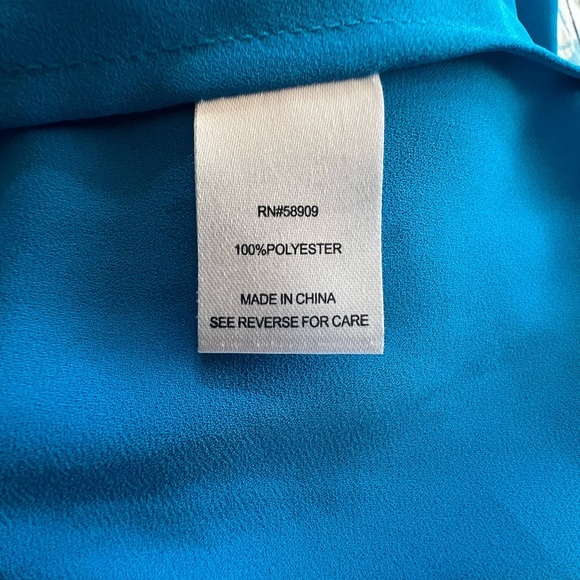 RN#58909
100%POLYESTER
MADE IN CHINA
SEE REVERSE FOR CARE